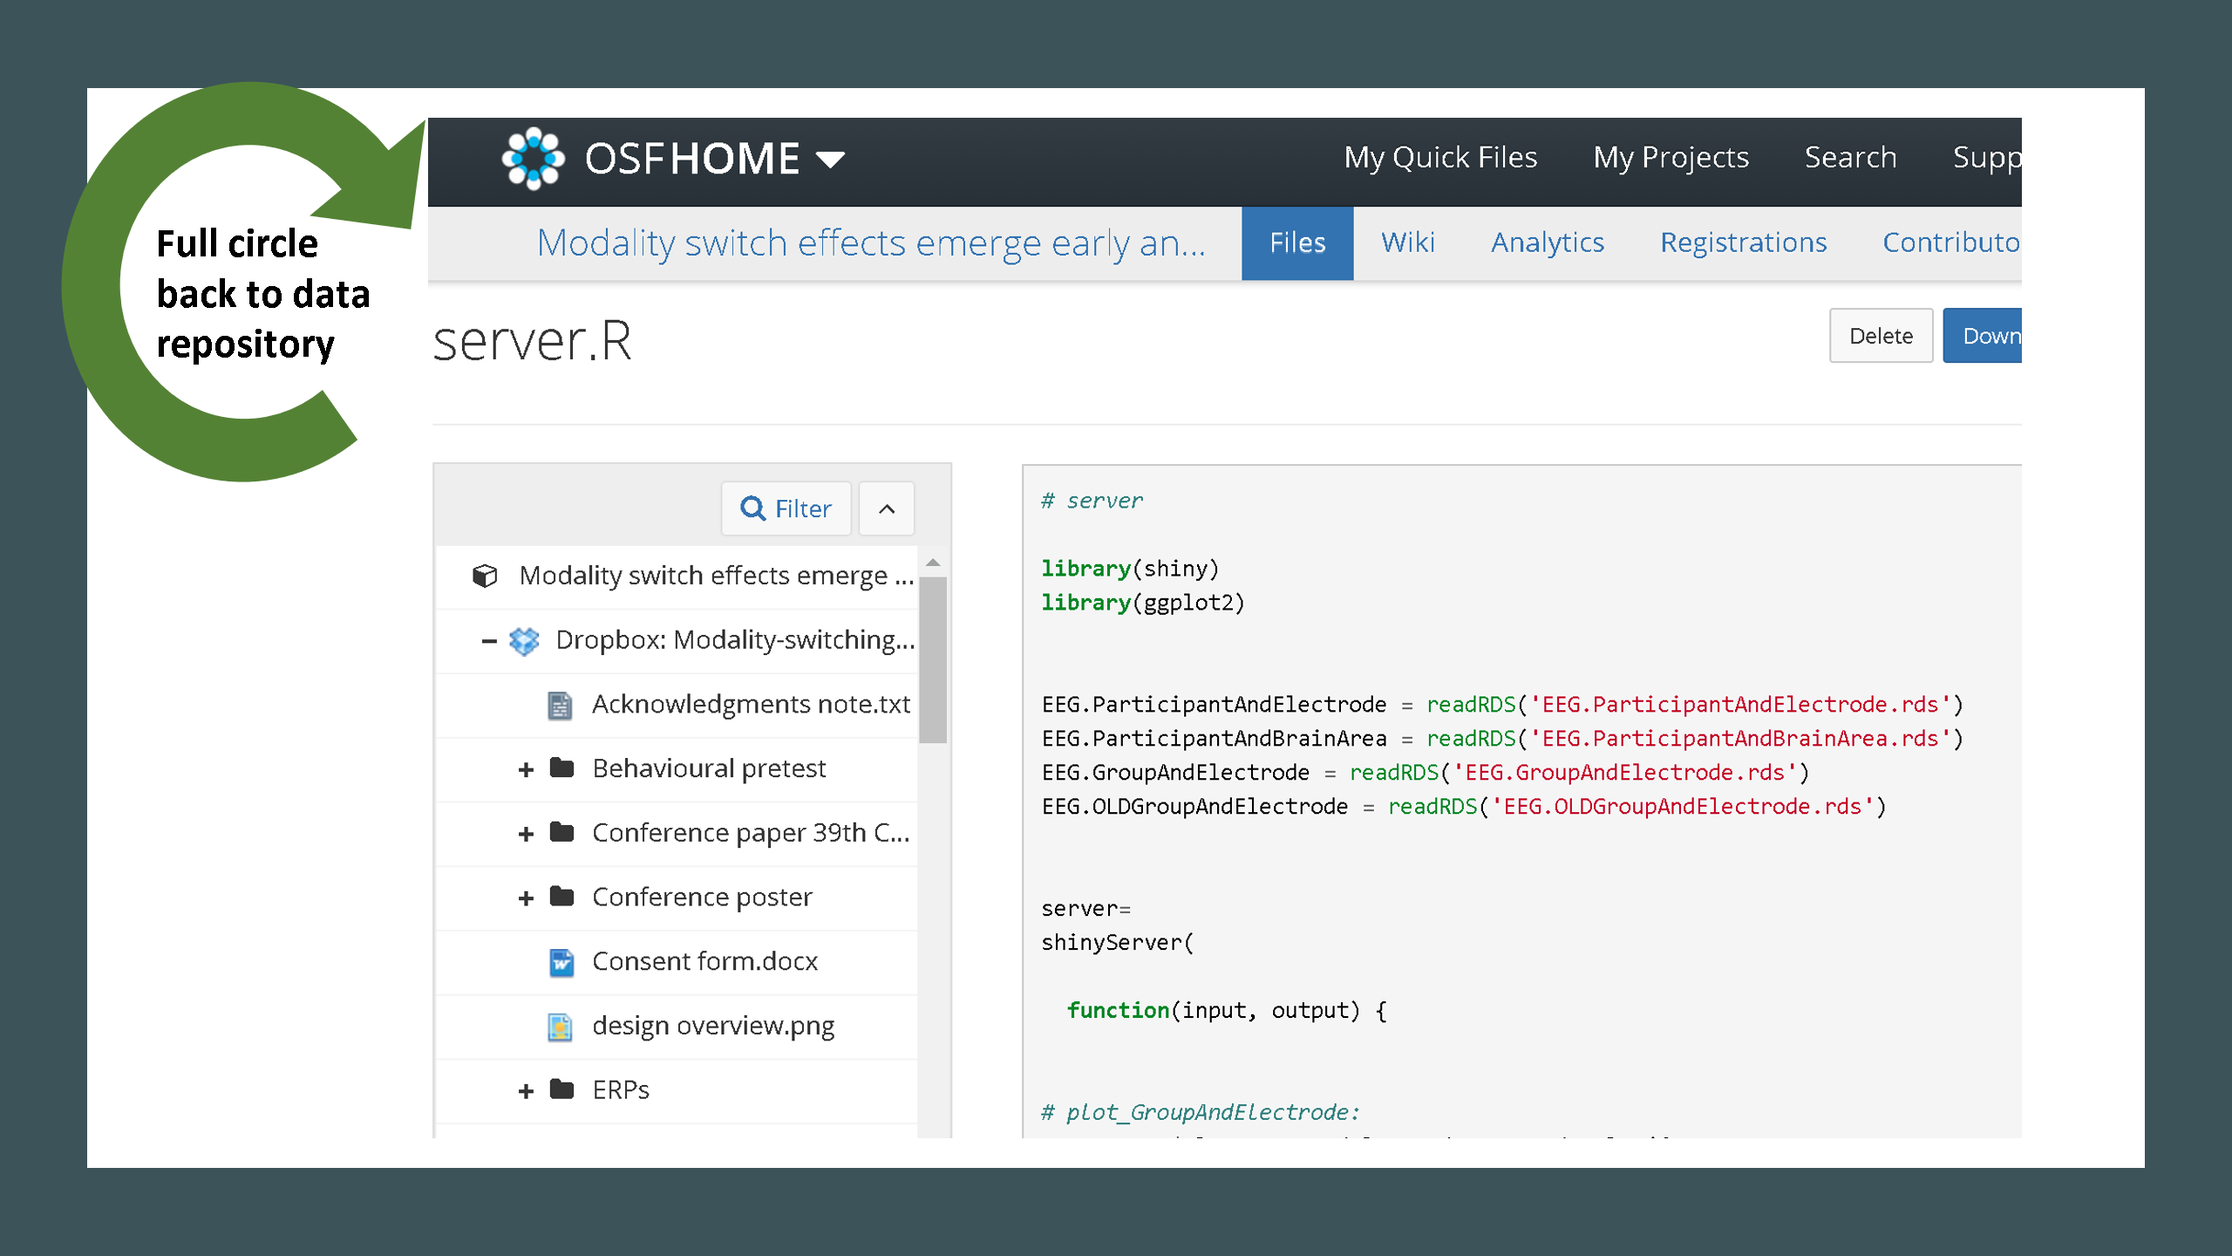 Full circle
back to data
repository
OSFHOME
My Quick Files
My Projects
Search
Supp
Modality switch effects emerge early an...
Files
Wiki
Analytics
Registrations
Contributo
server.R
Delete
Down
Filter
Modality switch effects emerge ...
Dropbox: Modality-switching...
Acknowledgments note.txt
Behavioural pretest
Conference paper 39th C...
Conference poster
Consent form.docx
design overview.png
ERPs
# server
library(shiny)
library(ggplot2)
EEG.ParticipantAndElectrode = readRDS('EEG.ParticipantAndElectrode.rds')
EEG.ParticipantAndBrainArea = readRDS('EEG.ParticipantAndBrainArea.rds')
EEG.GroupAndElectrode = readRDS('EEG.GroupAndElectrode.rds')
EEG.OLDGroupAndElectrode = readRDS('EEG.OLDGroupAndElectrode.rds')
server=
shinyServer(
function(input, output) {
# plot_GroupAndElectrode: